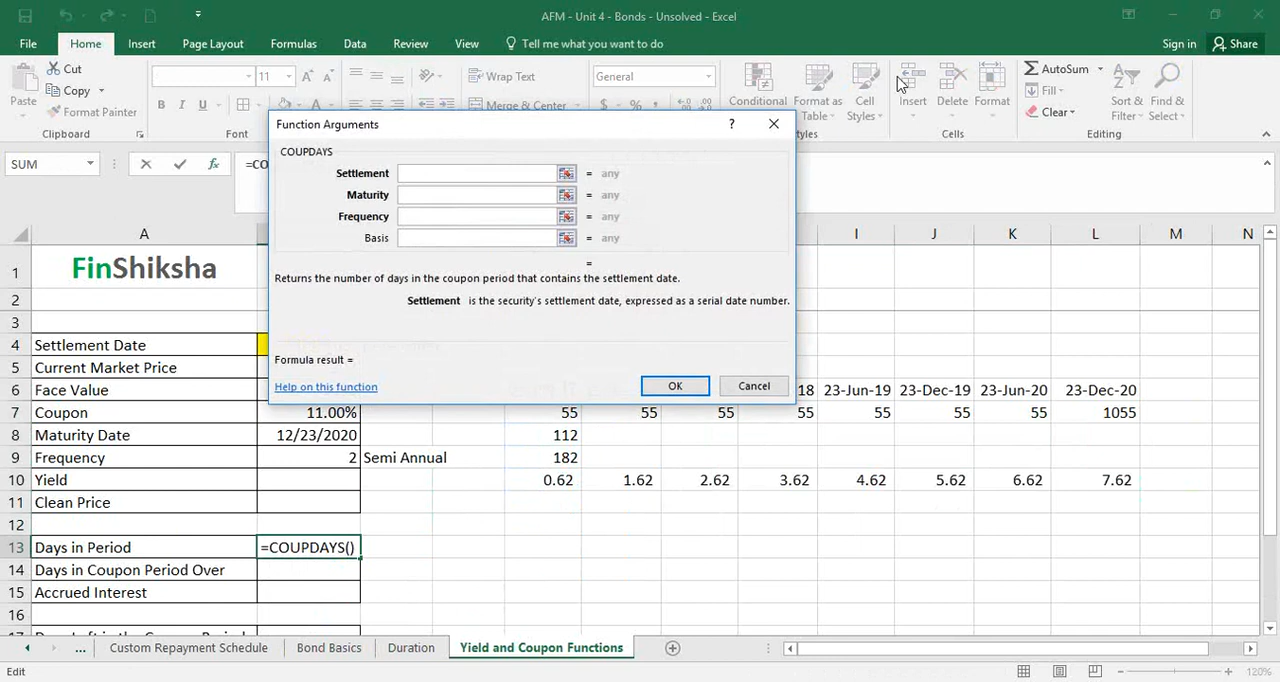 AFM - Unit 4 - Bonds - Unsolved - Excel
File Home Insert Page Layout Formulas Data Review View Tell me what you want to do Sign in Share
Cut
Copy
Format Painter
Paste
Clipboard
11
Font
Wrap Text
Merge & Center
General
$ %
Conditional
Format as Table
Cell Styles
Styles
Insert Delete Format
Cells
AutoSum
Fill
Clear
Sort & Filter
Find & Select
Editing
Function Arguments ?
COUPDAYS
Settlement = any
Maturity = any
Frequency = any
Basis = any
=
Returns the number of days in the coupon period that contains the settlement date.
Settlement is the security's settlement date, expressed as a serial date number.
Formula result =
Help on this function OK Cancel
SUM fx =CO
A I J K L M N
1 FinShiksha
2
3
4 Settlement Date
5 Current Market Price
6 Face Value 18 23-Jun-19 23-Dec-19 23-Jun-20 23-Dec-20
7 Coupon 11.00% 55 55 55 55 55 55 55 1055
8 Maturity Date 12/23/2020 112
9 Frequency 2 Semi Annual 182
10 Yield 0.62 1.62 2.62 3.62 4.62 5.62 6.62 7.62
11 Clean Price
12
13 Days in Period =COUPDAYS()
14 Days in Coupon Period Over
15 Accrued Interest
16
... Custom Repayment Schedule Bond Basics Duration Yield and Coupon Functions
Edit 120%